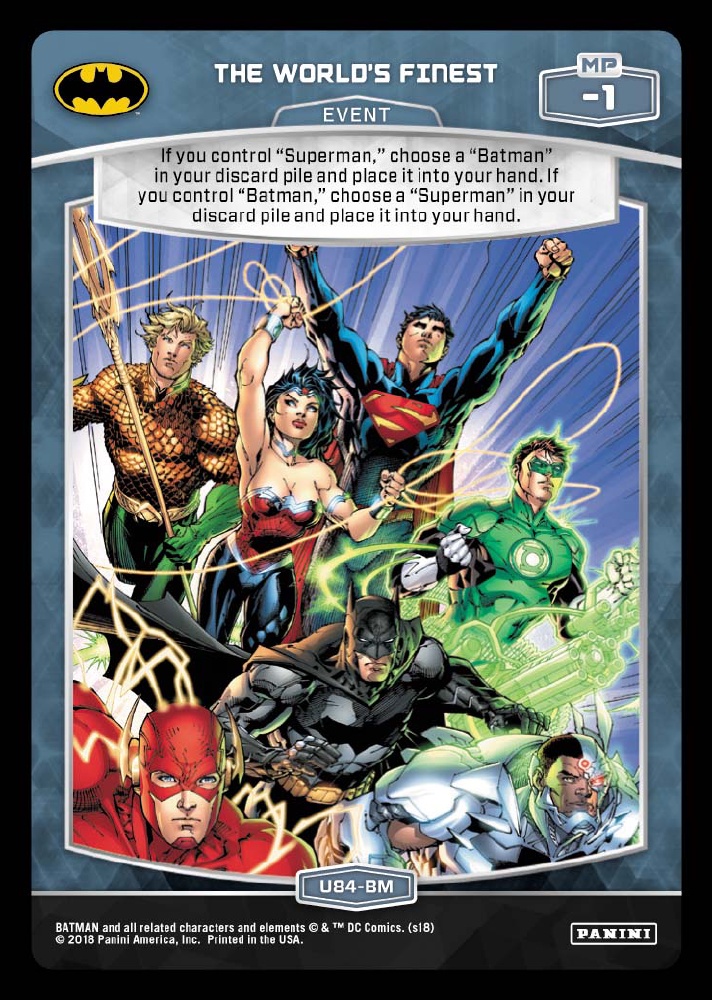 THE WORLD'S FINEST
MP
-1
EVENT
If you control “Superman,” choose a “Batman”
in your discard pile and place it into your hand. If
you control “Batman,” choose a “Superman” in your
discard pile and place it into your hand.
U84-BM
BATMAN and all related characters and elements © & ™ DC Comics. (s18)
© 2018 Panini America, Inc. Printed in the USA.
PANINI